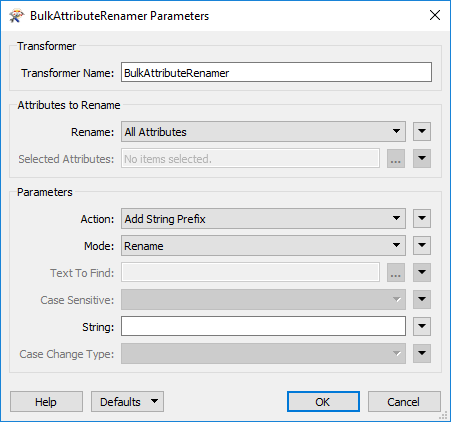 BulkAttributeRenamer Parameters
Transformer
Transformer Name: BulkAttributeRenamer
Attributes to Rename
Rename: All Attributes
Selected Attributes: No items selected. ...
Parameters
Action: Add String Prefix
Mode: Rename
Text To Find: ...
Case Sensitive:
String:
Case Change Type:
Help Defaults OK Cancel